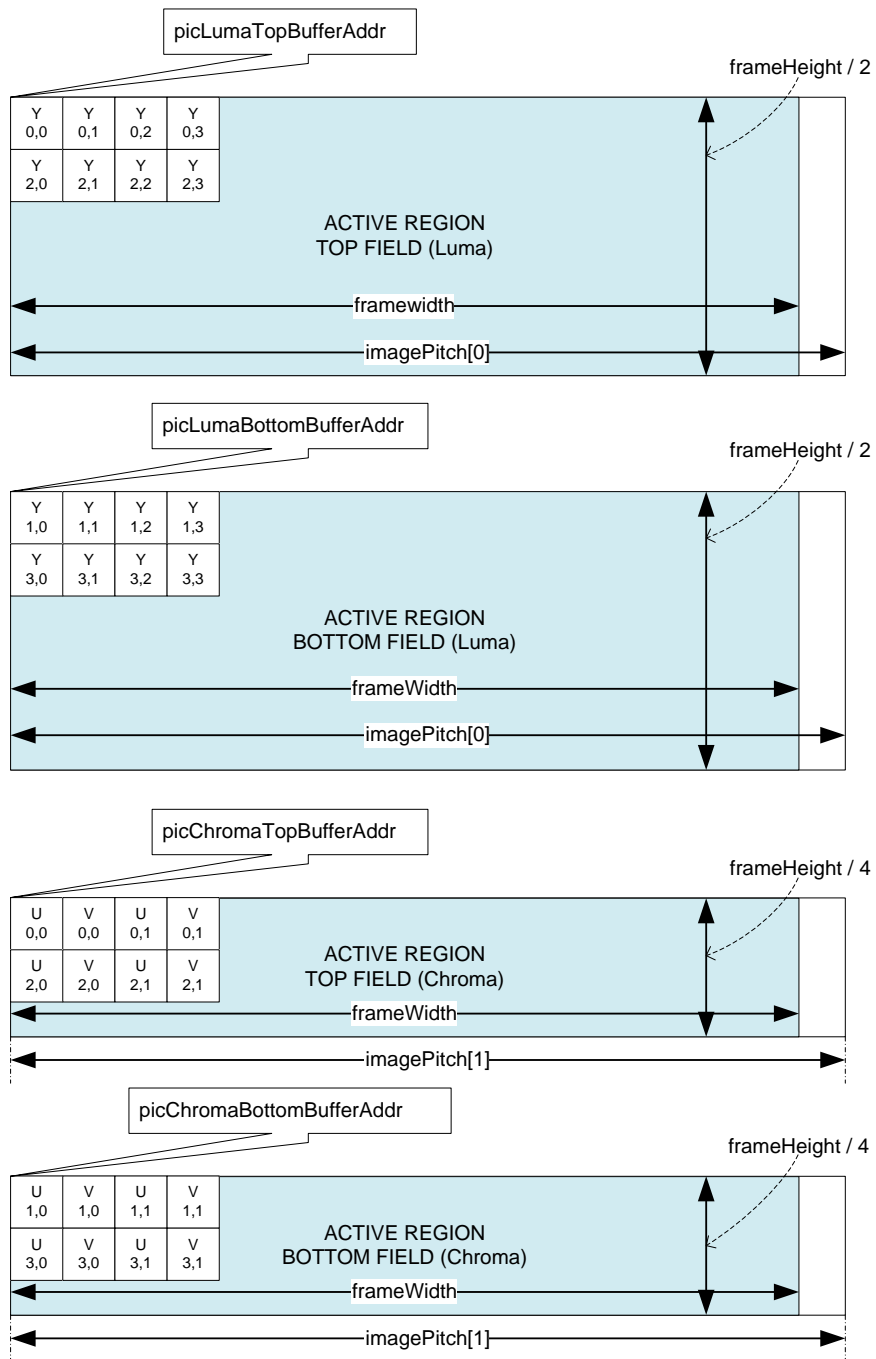 picLumaTopBufferAddr
frameHeight / 2
Y Y Y Y
0,0 0,1 0,2 0,3
Y Y Y Y
2,0 2,1 2,2 2,3
ACTIVE REGION
TOP FIELD (Luma)
framewidth
imagePitch[0]
picLumaBottomBufferAddr
frameHeight / 2
Y Y Y Y
1,0 1,1 1,2 1,3
Y Y Y Y
3,0 3,1 3,2 3,3
ACTIVE REGION
BOTTOM FIELD (Luma)
frameWidth
imagePitch[0]
picChromaTopBufferAddr
frameHeight / 4
U V U V
0,0 0,0 0,1 0,1
U V U V
2,0 2,0 2,1 2,1
ACTIVE REGION
TOP FIELD (Chroma)
frameWidth
imagePitch[1]
picChromaBottomBufferAddr
frameHeight / 4
U V U V
1,0 1,0 1,1 1,1
U V U V
3,0 3,0 3,1 3,1
ACTIVE REGION
BOTTOM FIELD (Chroma)
frameWidth
imagePitch[1]